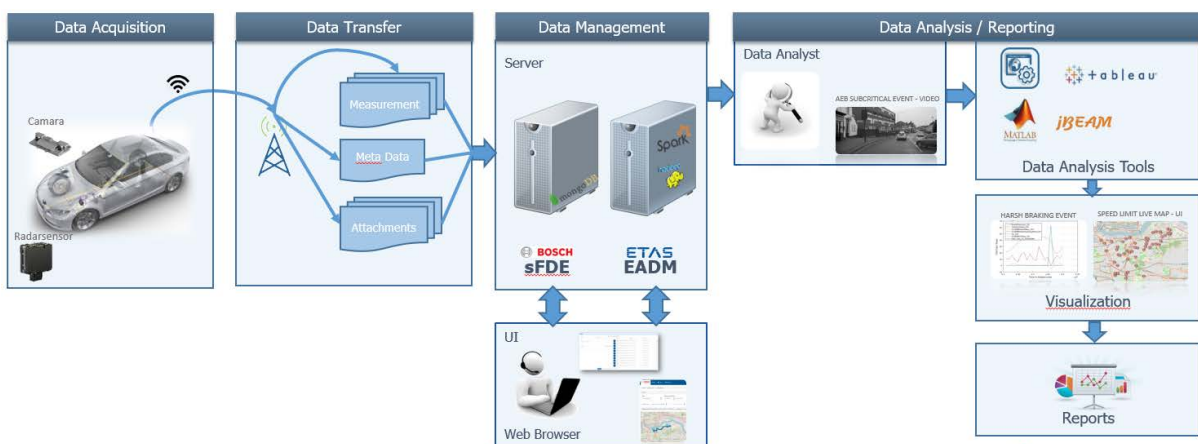 Data Acquisition
Camara
Radarsensor
Data Transfer
Measurement
Meta Data
Attachments
Data Management
Server
mongoDB
Spark
hadoop
BOSCH
sFDE
ETAS
EADM
UI
Web Browser
Data Analysis / Reporting
Data Analyst
AEB SUBCRITICAL EVENT - VIDEO
tableau
MATLAB
jBEAM
Data Analysis Tools
HARSH BRAKING EVENT
SPEED LIMIT LIVE MAP - UI
Visualization
Reports